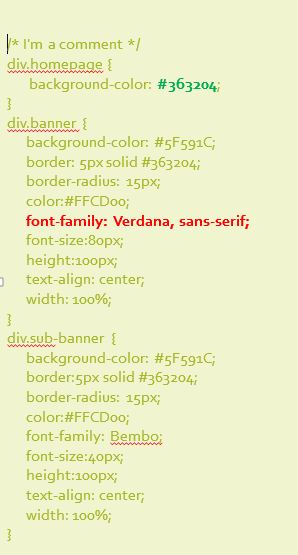 /* I'm a comment */
div.homepage {
background-color: #363204;
}
div.banner {
background-color: #5F591C;
border: 5px solid #363204;
border-radius: 15px;
color:#FFCD00;
font-family: Verdana, sans-serif;
font-size:80px;
height:100px;
text-align: center;
width: 100%;
}
div.sub-banner {
background-color: #5F591C;
border:5px solid #363204;
border-radius: 15px;
color:#FFCD00;
font-family: Bembo;
font-size:40px;
height:100px;
text-align: center;
width: 100%;
}